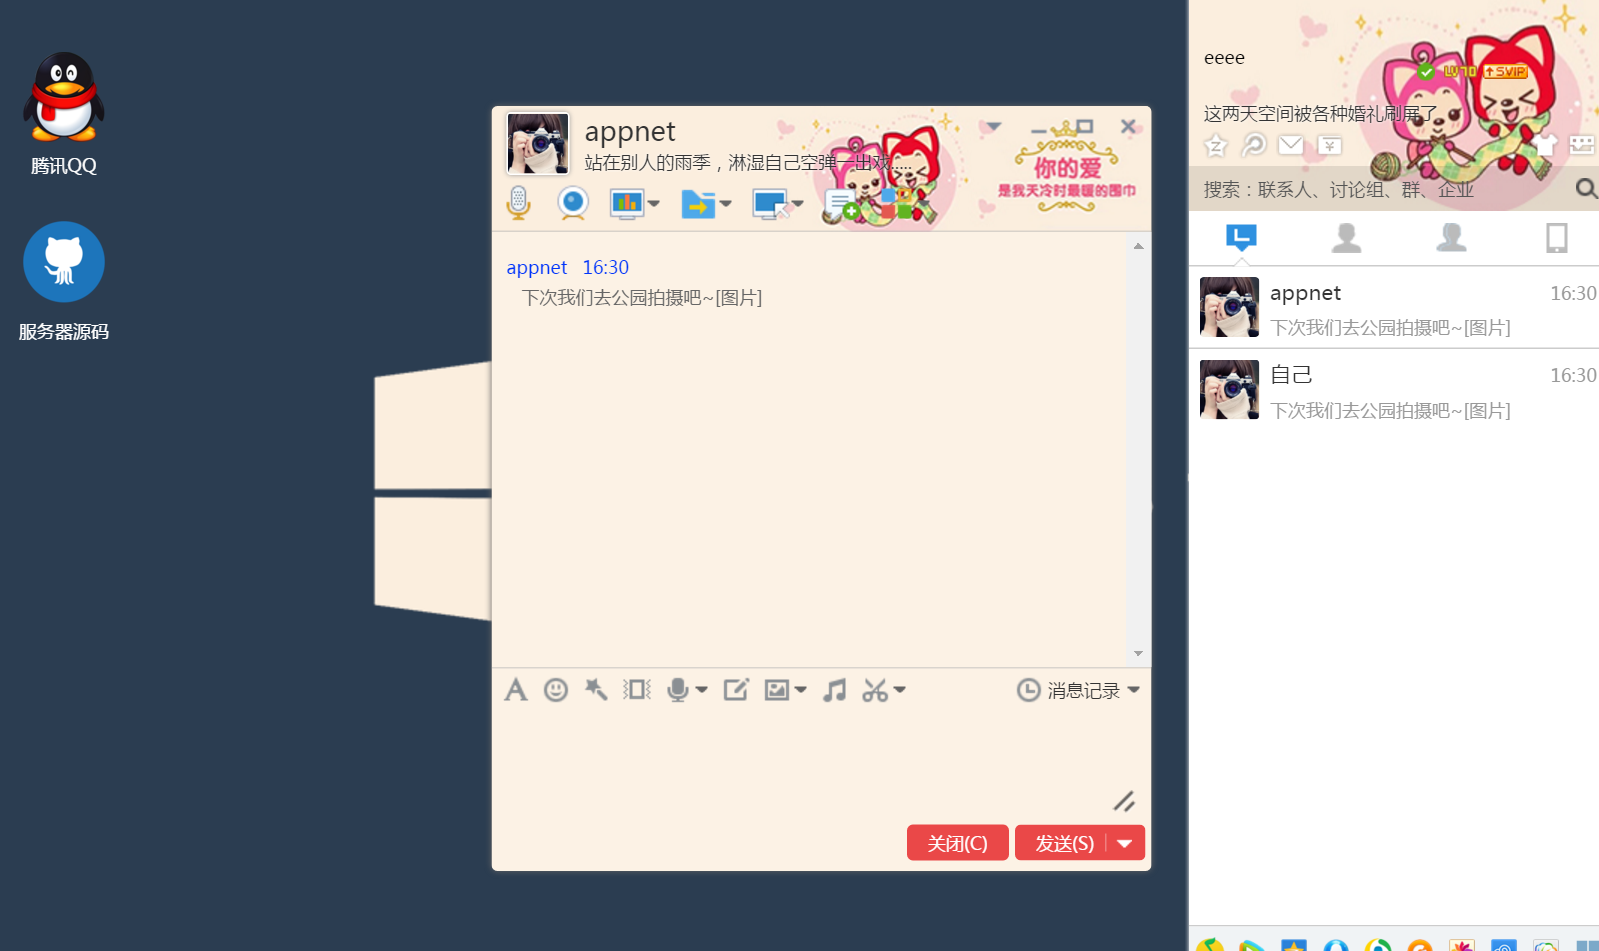 腾讯QQ
服务器源码
appnet
站在别人的雨季，淋湿自己空弹一出戏.....
你的爱
是我天冷时最暖的围巾
appnet 16:30
下次我们去公园拍摄吧~[图片]
消息记录
关闭(C)
发送(S)
eeee
LV70
SVIP
这两天空间被各种婚礼刷屏了
搜索：联系人、讨论组、群、企业
appnet 16:30
下次我们去公园拍摄吧~[图片]
自己 16:30
下次我们去公园拍摄吧~[图片]